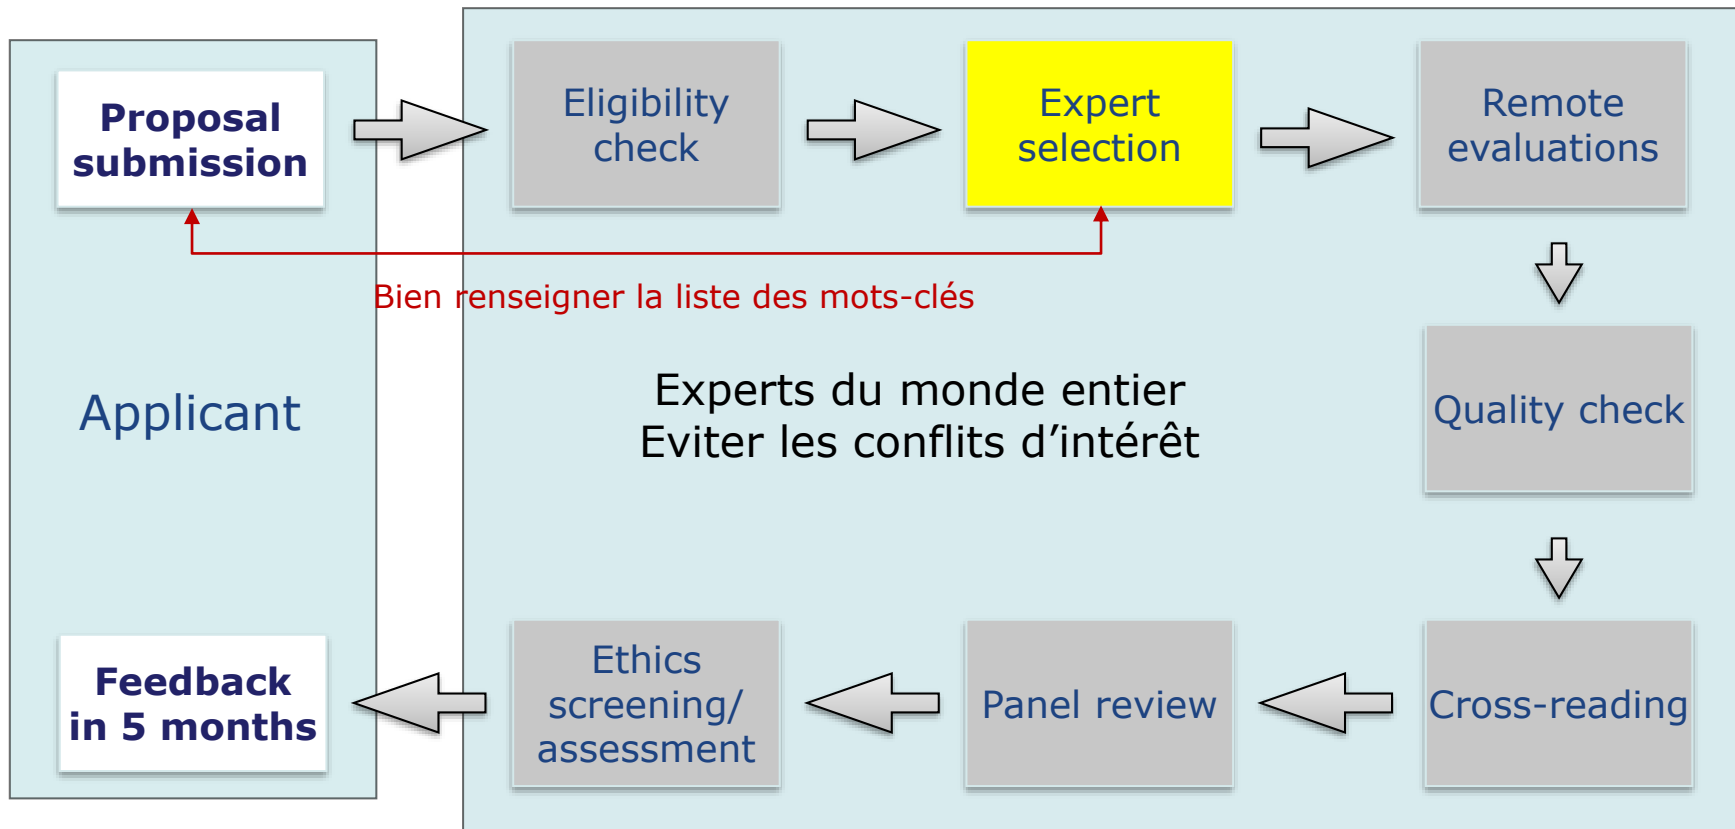 Proposal
submission
Eligibility
check
Expert
selection
Remote
evaluations
Bien renseigner la liste des mots-clés
Applicant
Experts du monde entier
Eviter les conflits d’intérêt
Quality check
Feedback
in 5 months
Ethics
screening/
assessment
Panel review
Cross-reading